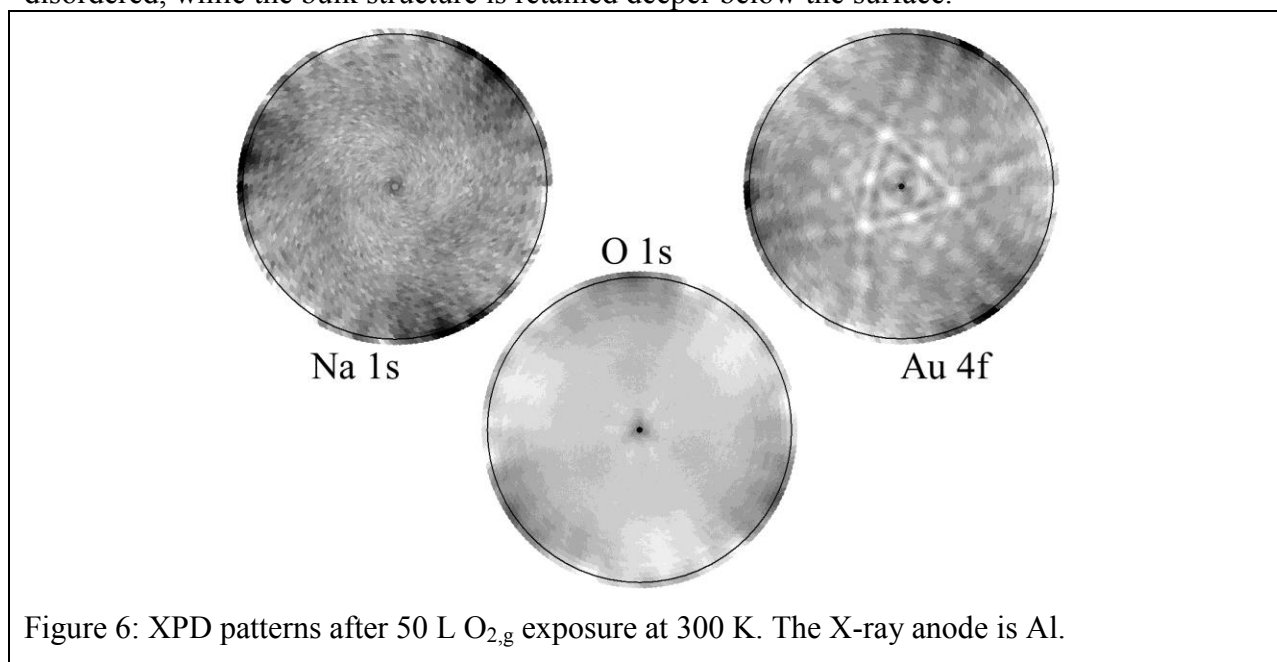 disordered, while the bulk structure is retained deeper below the surface.
O 1s
Na 1s
Au 4f
Figure 6: XPD patterns after 50 L O2,g exposure at 300 K. The X-ray anode is Al.